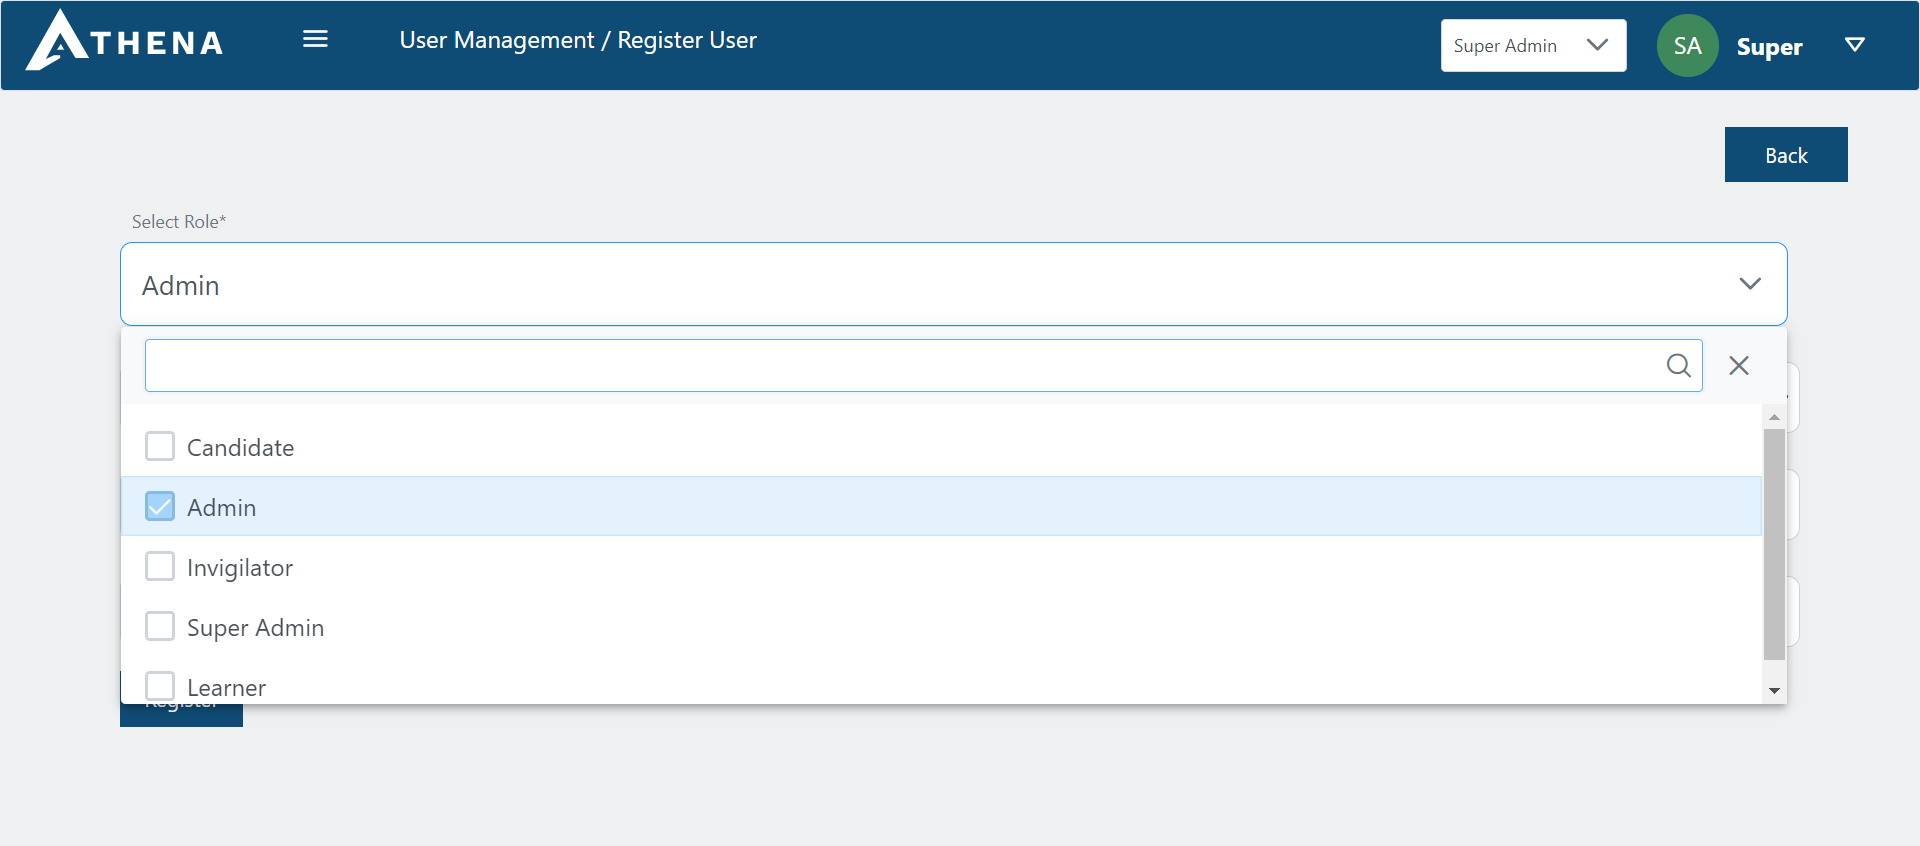 ATHENA
User Management / Register User
Super Admin
SA
Super
Back
Select Role*
Admin
Candidate
Admin
Invigilator
Super Admin
Learner
Register